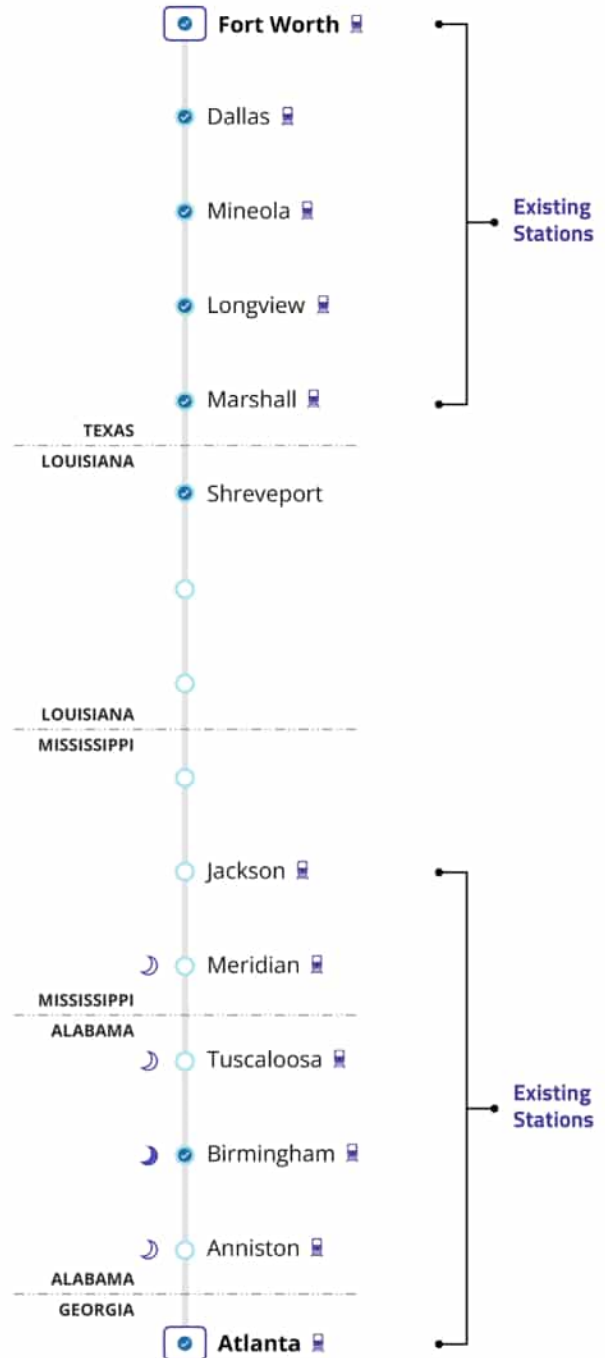 Fort Worth
Dallas
Mineola
Existing
Stations
Longview
Marshall
TEXAS
LOUISIANA
Shreveport
LOUISIANA
MISSISSIPPI
Jackson
Meridian
MISSISSIPPI
ALABAMA
Tuscaloosa
Existing
Stations
Birmingham
Anniston
ALABAMA
GEORGIA
Atlanta